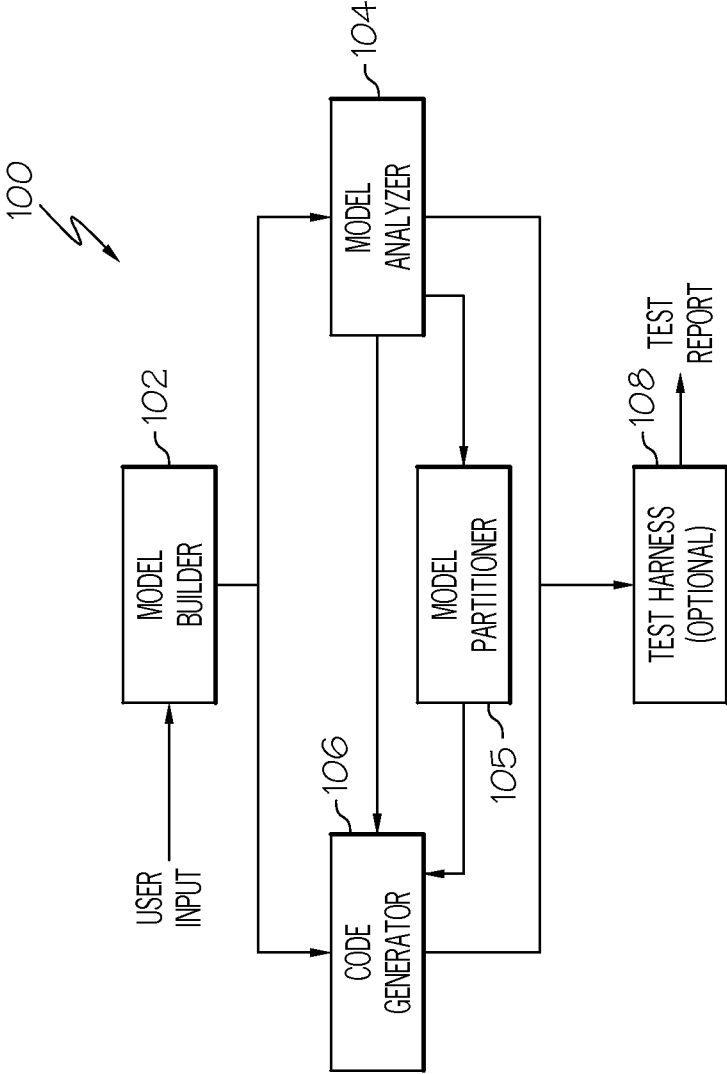 100
USER
INPUT
MODEL
BUILDER
102
CODE
GENERATOR
106
MODEL
ANALYZER
104
MODEL
PARTITIONER
105
TEST HARNESS
(OPTIONAL)
108
TEST
REPORT